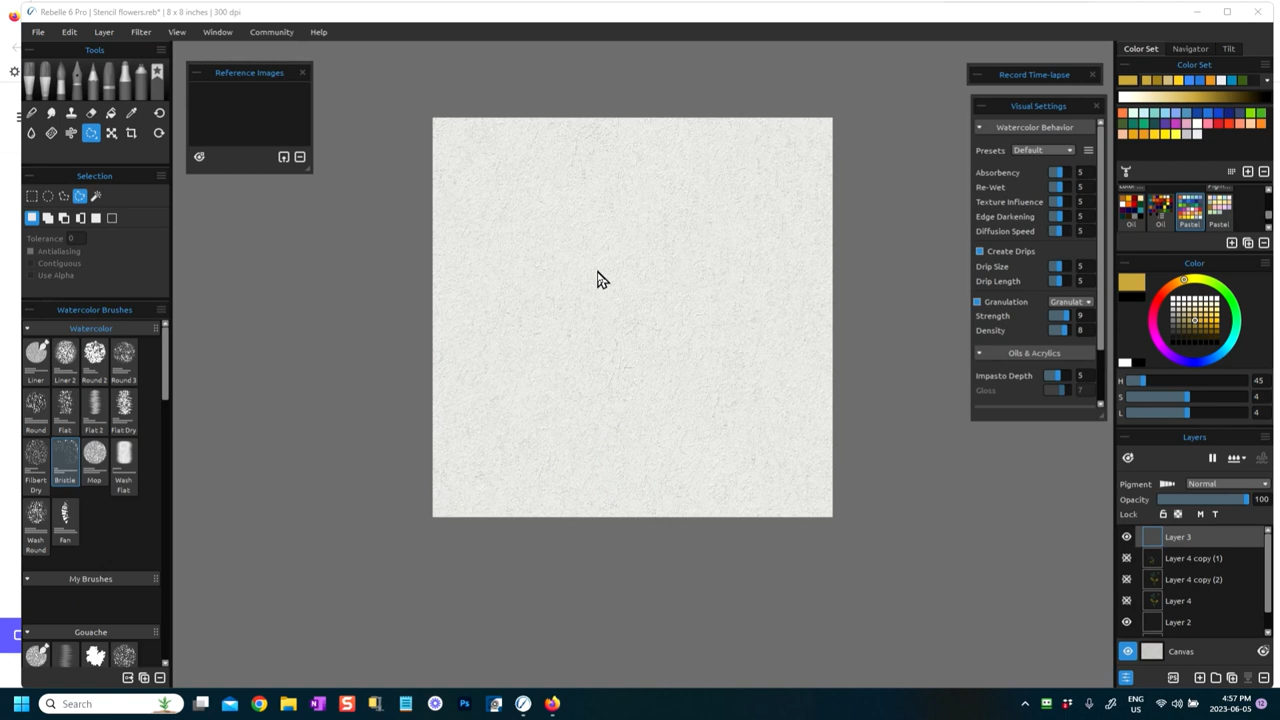 Rebelle 6 Pro | Stencil flowers.reb* | 8 x 8 inches | 300 dpi
File Edit Layer Filter View Window Community Help
Tools
Selection
Tolerance 0
Antialiasing
Contiguous
Use Alpha
Watercolor Brushes
Watercolor
Liner Liner 2 Round 2 Round 3
Round Flat Flat 2 Flat Dry
Filbert Dry Bristle Mop Wash Flat
Wash Round Fan
My Brushes
Gouache
Reference Images
Record Time-lapse
Visual Settings
Watercolor Behavior
Presets Default
Absorbency 5
Re-Wet 5
Texture Influence 5
Edge Darkening 5
Diffusion Speed 5
Create Drips
Drip Size 5
Drip Length 5
Granulation Granulat
Strength 9
Density 8
Oils & Acrylics
Impasto Depth 5
Gloss 7
Color Set Navigator Tilt
Color Set
Oil Oil Pastel Pastel
Color
H 45
S 4
L 4
Layers
Pigment Normal
Opacity 100
Lock M T
Layer 3
Layer 4 copy (1)
Layer 4 copy (2)
Layer 4
Layer 2
Canvas
Search
ENG
US
4:57 PM
2023-06-05